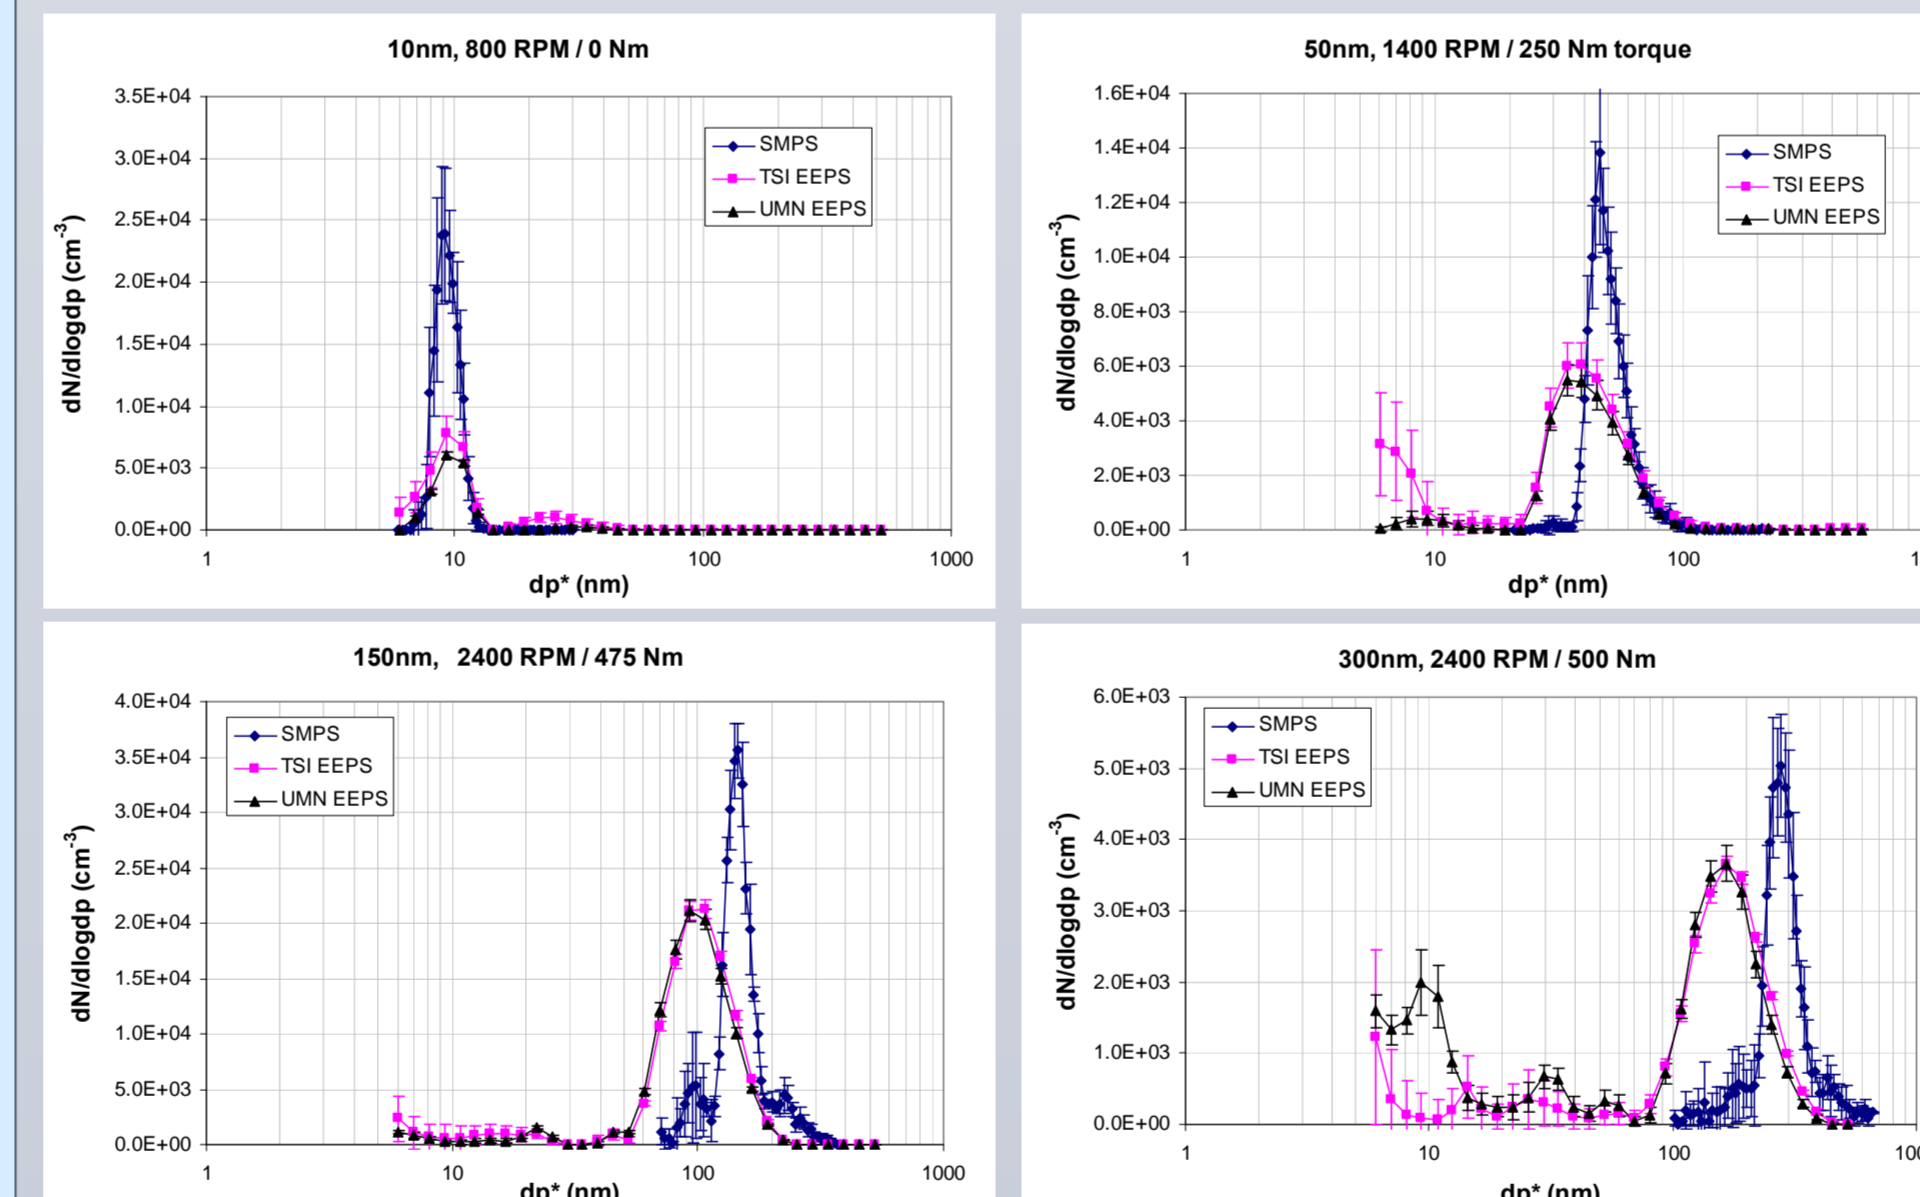 10nm, 800 RPM / 0 Nm
3.5E+04
3.0E+04
2.5E+04
2.0E+04
1.5E+04
1.0E+04
5.0E+03
0.0E+00
dN/dlogdp (cm-3)
SMPS
TSI EEPS
UMN EEPS
1 10 100 1000
dp* (nm)
50nm, 1400 RPM / 250 Nm torque
1.6E+04
1.4E+04
1.2E+04
1.0E+04
8.0E+03
6.0E+03
4.0E+03
2.0E+03
0.0E+00
dN/dlogdp (cm-3)
SMPS
TSI EEPS
UMN EEPS
1 10 100 1
dp* (nm)
150nm, 2400 RPM / 475 Nm
4.0E+04
3.5E+04
3.0E+04
2.5E+04
2.0E+04
1.5E+04
1.0E+04
5.0E+03
0.0E+00
dN/dlogdp (cm-3)
SMPS
TSI EEPS
UMN EEPS
1 10 100 1000
dp* (nm)
300nm, 2400 RPM / 500 Nm
6.0E+03
5.0E+03
4.0E+03
3.0E+03
2.0E+03
1.0E+03
0.0E+00
dN/dlogdp (cm-3)
SMPS
TSI EEPS
UMN EEPS
1 10 100 100
dp* (nm)